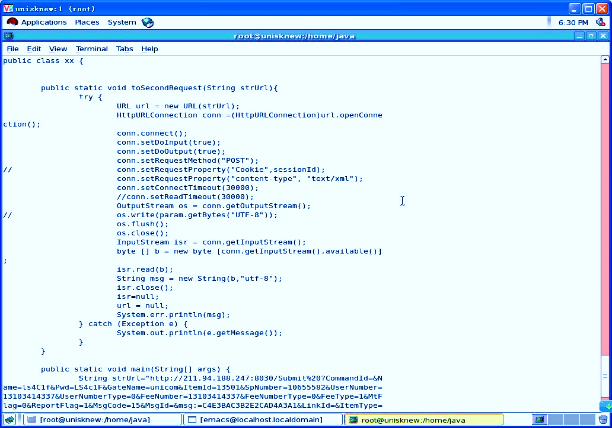 unisknew:1 (root)
Applications Places System 6:30 PM
root@unisknew:/home/java
File Edit View Terminal Tabs Help
public class xx {
public static void toSecondRequest(String strUrl){
try {
URL url = new URL(strUrl);
HttpURLConnection conn =(HttpURLConnection)url.openConne
ction();
conn.connect();
conn.setDoInput(true);
conn.setDoOutput(true);
conn.setRequestMethod("POST");
// conn.setRequestProperty("Cookie",sessionId);
conn.setRequestProperty("content-type", "text/xml");
conn.setConnectTimeout(30000);
//conn.setReadTimeout(30000);
OutputStream os = conn.getOutputStream();
// os.write(param.getBytes("UTF-8"));
os.flush();
os.close();
InputStream isr = conn.getInputStream();
byte [] b = new byte [conn.getInputStream().available()]
;
isr.read(b);
String msg = new String(b,"utf-8");
isr.close();
isr=null;
url = null;
System.err.println(msg);
} catch (Exception e) {
System.out.println(e.getMessage());
}
}
public static void main(String[] args) {
String strUrl="http://211.94.188.247:8030/Submit%20?CommandId=&N
ame=ls4C1f&Pwd=LS4c1F&GateName=unicom&ItemId=13501&SpNumber=10655582&UserNumber=
13103414337&UserNumberType=0&FeeNumber=13103414337&FeeNumberType=0&FeeType=1&MtF
lag=0&ReportFlag=1&MsgCode=15&MsgId=&msg=C4E3BAC3B2E2CAD4A3A1&LinkId=&ItemType=
[root@unisknew:/home/java] [emacs@localhost.localdomain] root@unisknew:/home/java